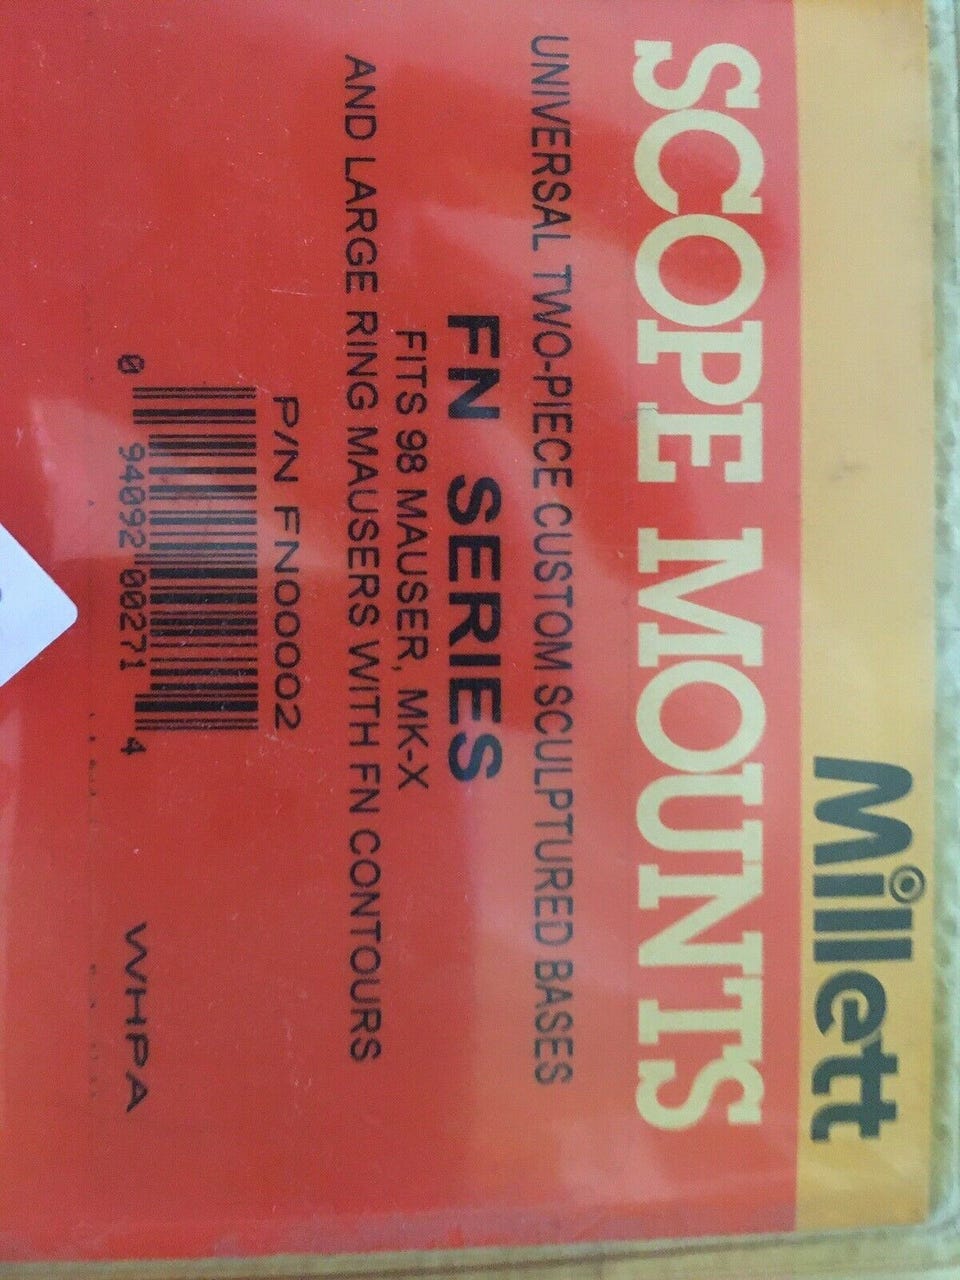 Millett
SCOPE MOUNTS
UNIVERSAL TWO-PIECE CUSTOM SCULPTURED BASES
FN SERIES
FITS 98 MAUSER, MK-X
AND LARGE RING MAUSERS WITH FN CONTOURS
P/N FN00002
0 94092 00271 4
WHPA